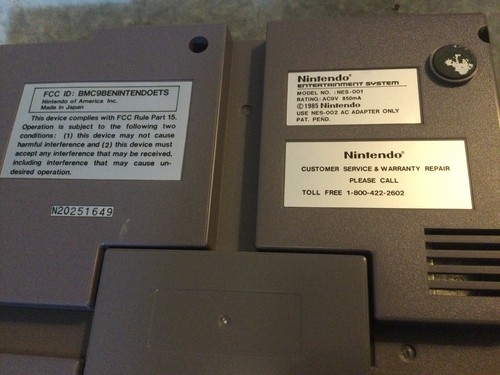 FCC ID: BMC9BENINTENDOETS
Nintendo of America Inc.
Made in Japan
This device complies with FCC Rule Part 15.
Operation is subject to the following two
conditions: (1) this device may not cause
harmful interference and (2) this device must
accept any interference that may be received,
including interference that may cause un-
desired operation.
N20251649
Nintendo®
ENTERTAINMENT SYSTEM
MODEL NO.: NES-001
RATING: AC9V 850mA
©1985 Nintendo
USE NES-002 AC ADAPTER ONLY
PAT. PEND.
Nintendo®
CUSTOMER SERVICE & WARRANTY REPAIR
PLEASE CALL
TOLL FREE 1-800-422-2602